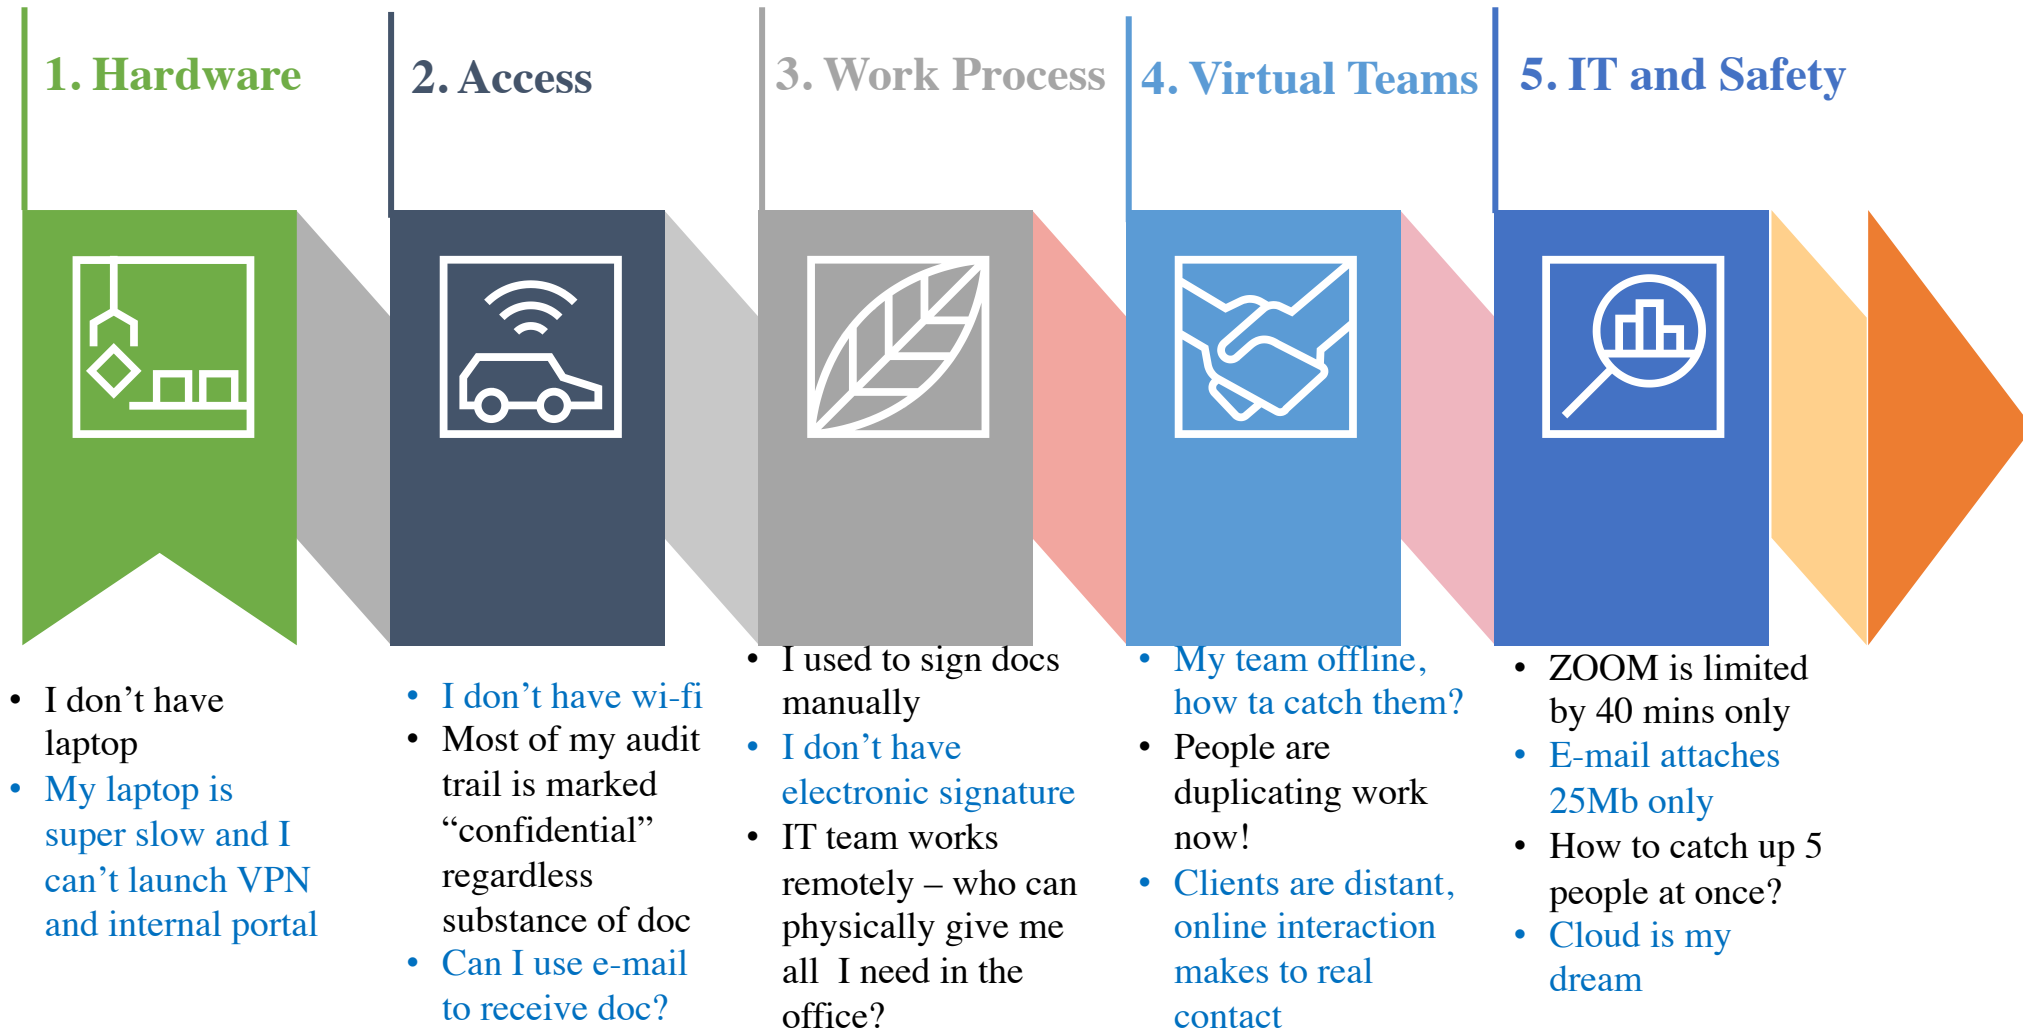 1. Hardware
2. Access
3. Work Process
4. Virtual Teams
5. IT and Safety
• I don’t have
laptop
• My laptop is
super slow and I
can’t launch VPN
and internal portal
• I don’t have wi-fi
• Most of my audit
trail is marked
“confidential”
regardless
substance of doc
• Can I use e-mail
to receive doc?
• I used to sign docs
manually
• I don’t have
electronic signature
• IT team works
remotely – who can
physically give me
all  I need in the
office?
• My team offline,
how ta catch them?
• People are
duplicating work
now!
• Clients are distant,
online interaction
makes to real
contact
• ZOOM is limited
by 40 mins only
• E-mail attaches
25Mb only
• How to catch up 5
people at once?
• Cloud is my
dream